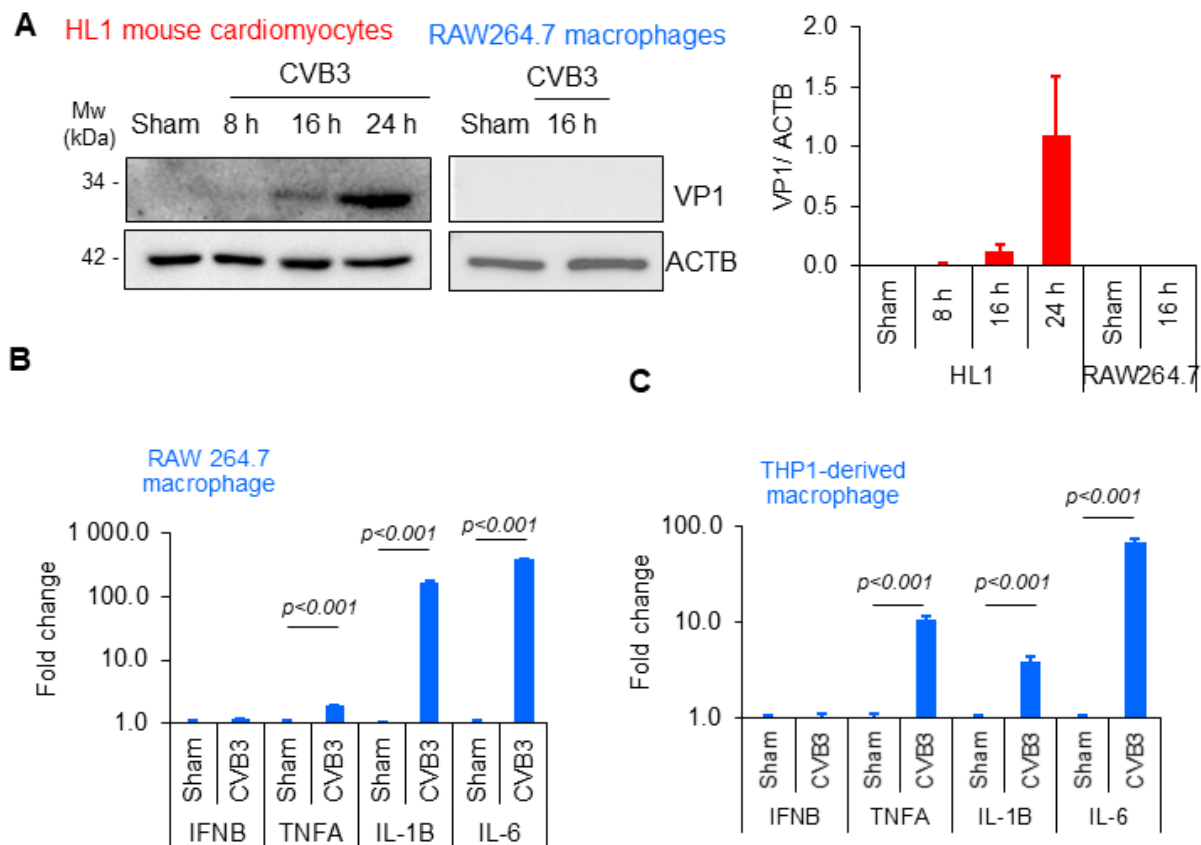 A HL1 mouse cardiomyocytes RAW264.7 macrophages
CVB3 CVB3
Mw
(kDa)
Sham 8 h 16 h 24 h Sham 16 h
34 -
VP1
42 -
ACTB
VP1/ ACTB
2.0
1.5
1.0
0.5
0.0
Sham 8 h 16 h 24 h Sham 16 h
HL1 RAW264.7
B
RAW 264.7
macrophage
Fold change
1 000.0
100.0
10.0
1.0
p<0.001 p<0.001 p<0.001
Sham CVB3 Sham CVB3 Sham CVB3 Sham CVB3
IFNB TNFA IL-1B IL-6
C
THP1-derived
macrophage
Fold change
100.0
10.0
1.0
p<0.001 p<0.001 p<0.001
Sham CVB3 Sham CVB3 Sham CVB3 Sham CVB3
IFNB TNFA IL-1B IL-6